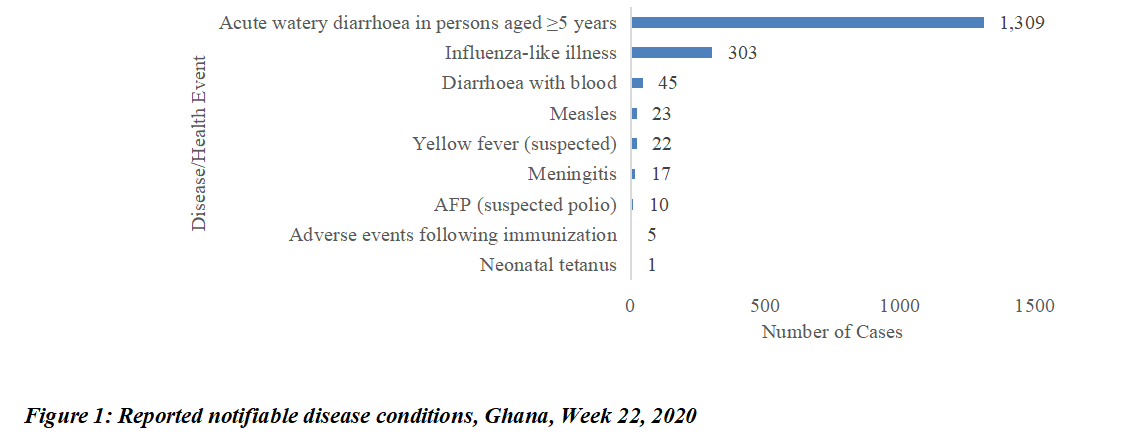 Acute watery diarrhoea in persons aged ≥5 years 1,309
Influenza-like illness 303
Diarrhoea with blood 45
Measles 23
Yellow fever (suspected) 22
Meningitis 17
AFP (suspected polio) 10
Adverse events following immunization 5
Neonatal tetanus 1
Disease/Health Event
0 500 1000 1500
Number of Cases
Figure 1: Reported notifiable disease conditions, Ghana, Week 22, 2020